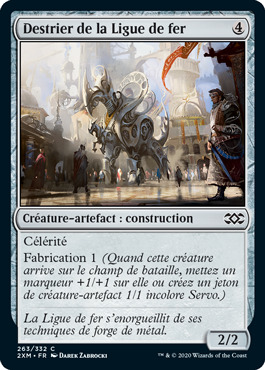 Destrier de la Ligue de fer 4
Créature-artefact : construction
Célérité
Fabrication 1 (Quand cette créature
arrive sur le champ de bataille, mettez un
marqueur +1/+1 sur elle ou créez un jeton
de créature-artefact 1/1 incolore Servo.)
La Ligue de fer s'enorgueillit de ses
techniques de forge de métal.
2/2
263/332 C
2XM • FR DAREK ZABROCKI
™ & © 2020 Wizards of the Coast